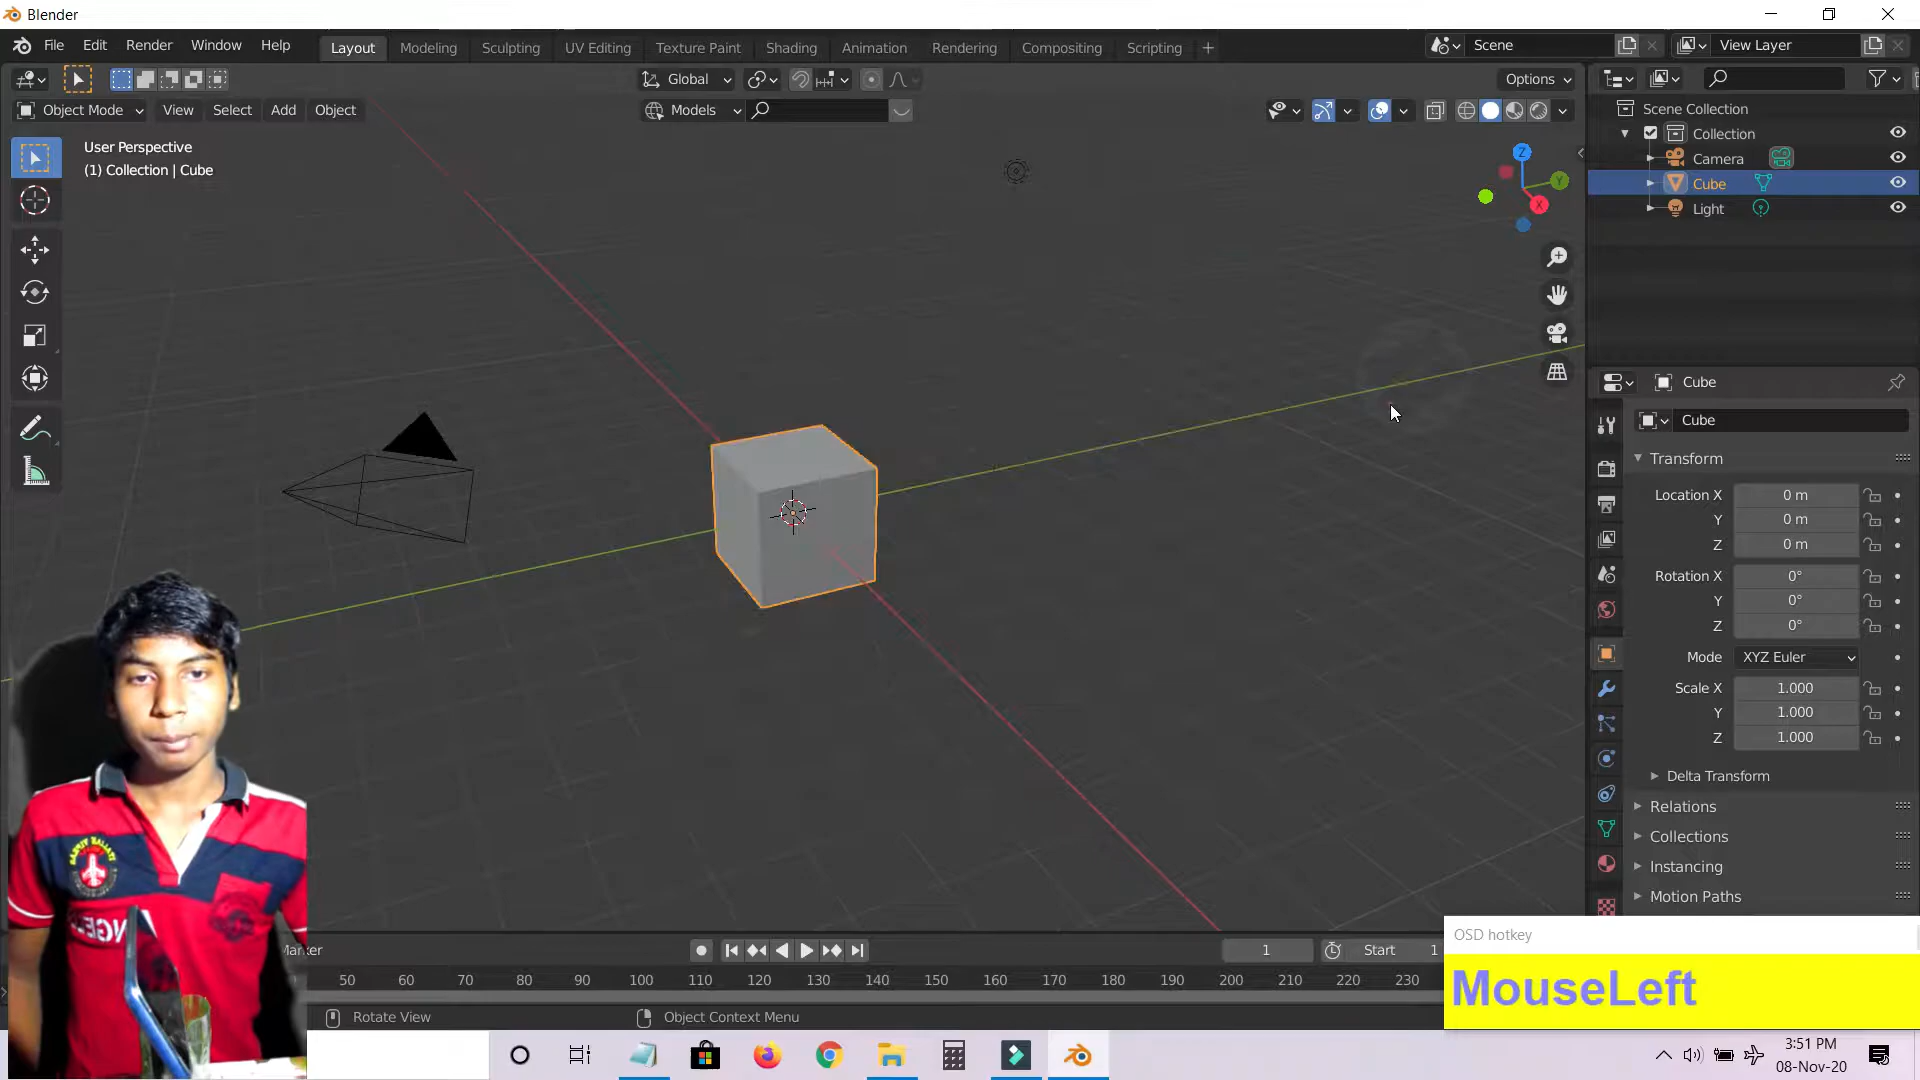 Blender
File Edit Render Window Help Layout Modeling Sculpting UV Editing Texture Paint Shading Animation Rendering Compositing Scripting + Scene View Layer
Global Options
Object Mode View Select Add Object Models
User Perspective
(1) Collection | Cube
Z
Y
X
Scene Collection
Collection
Camera
Cube
Light
Cube
Cube
Transform
Location X 0 m
Y 0 m
Z 0 m
Rotation X 0°
Y 0°
Z 0°
Mode XYZ Euler
Scale X 1.000
Y 1.000
Z 1.000
Delta Transform
Relations
Collections
Instancing
Motion Paths
Marker 1 Start 1
50 60 70 80 90 100 110 120 130 140 150 160 170 180 190 200 210 220 230
Rotate View Object Context Menu
OSD hotkey
MouseLeft
3:51 PM
08-Nov-20